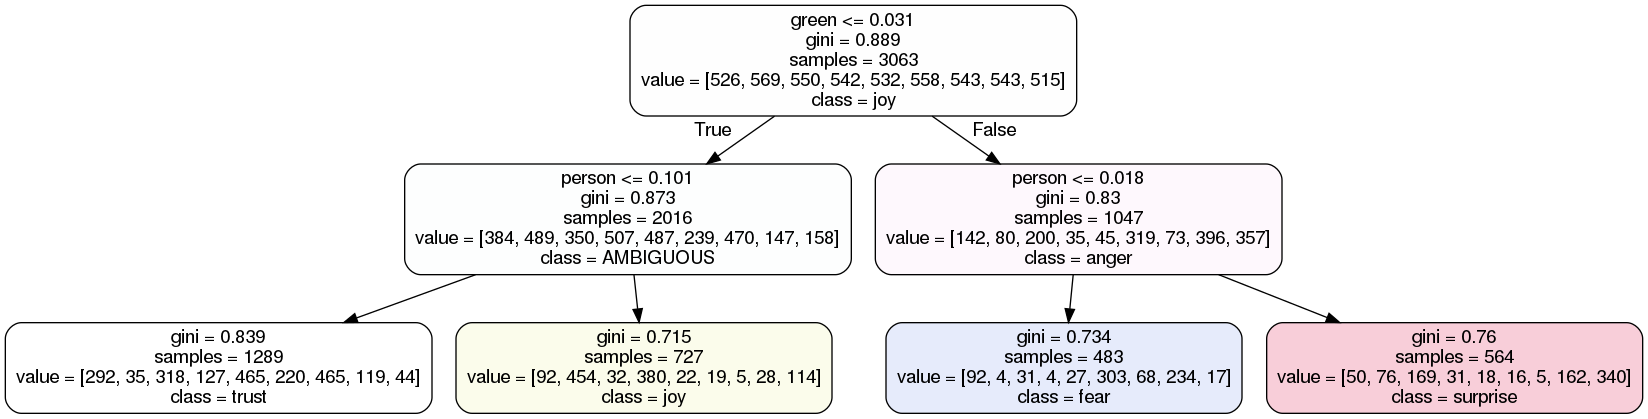 green <= 0.031
gini = 0.889
samples = 3063
value = [526, 569, 550, 542, 532, 558, 543, 543, 515]
class = joy
True
False
person <= 0.101
gini = 0.873
samples = 2016
value = [384, 489, 350, 507, 487, 239, 470, 147, 158]
class = AMBIGUOUS
person <= 0.018
gini = 0.83
samples = 1047
value = [142, 80, 200, 35, 45, 319, 73, 396, 357]
class = anger
gini = 0.839
samples = 1289
value = [292, 35, 318, 127, 465, 220, 465, 119, 44]
class = trust
gini = 0.715
samples = 727
value = [92, 454, 32, 380, 22, 19, 5, 28, 114]
class = joy
gini = 0.734
samples = 483
value = [92, 4, 31, 4, 27, 303, 68, 234, 17]
class = fear
gini = 0.76
samples = 564
value = [50, 76, 169, 31, 18, 16, 5, 162, 340]
class = surprise